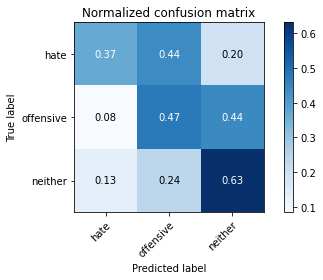 Normalized confusion matrix
True label
hate 0.37 0.44 0.20
offensive 0.08 0.47 0.44
neither 0.13 0.24 0.63
hate offensive neither
Predicted label
0.6
0.5
0.4
0.3
0.2
0.1